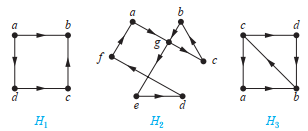 a b c d
d c a b
H₁
a b g f c e d
H₂
c d a b
H₃